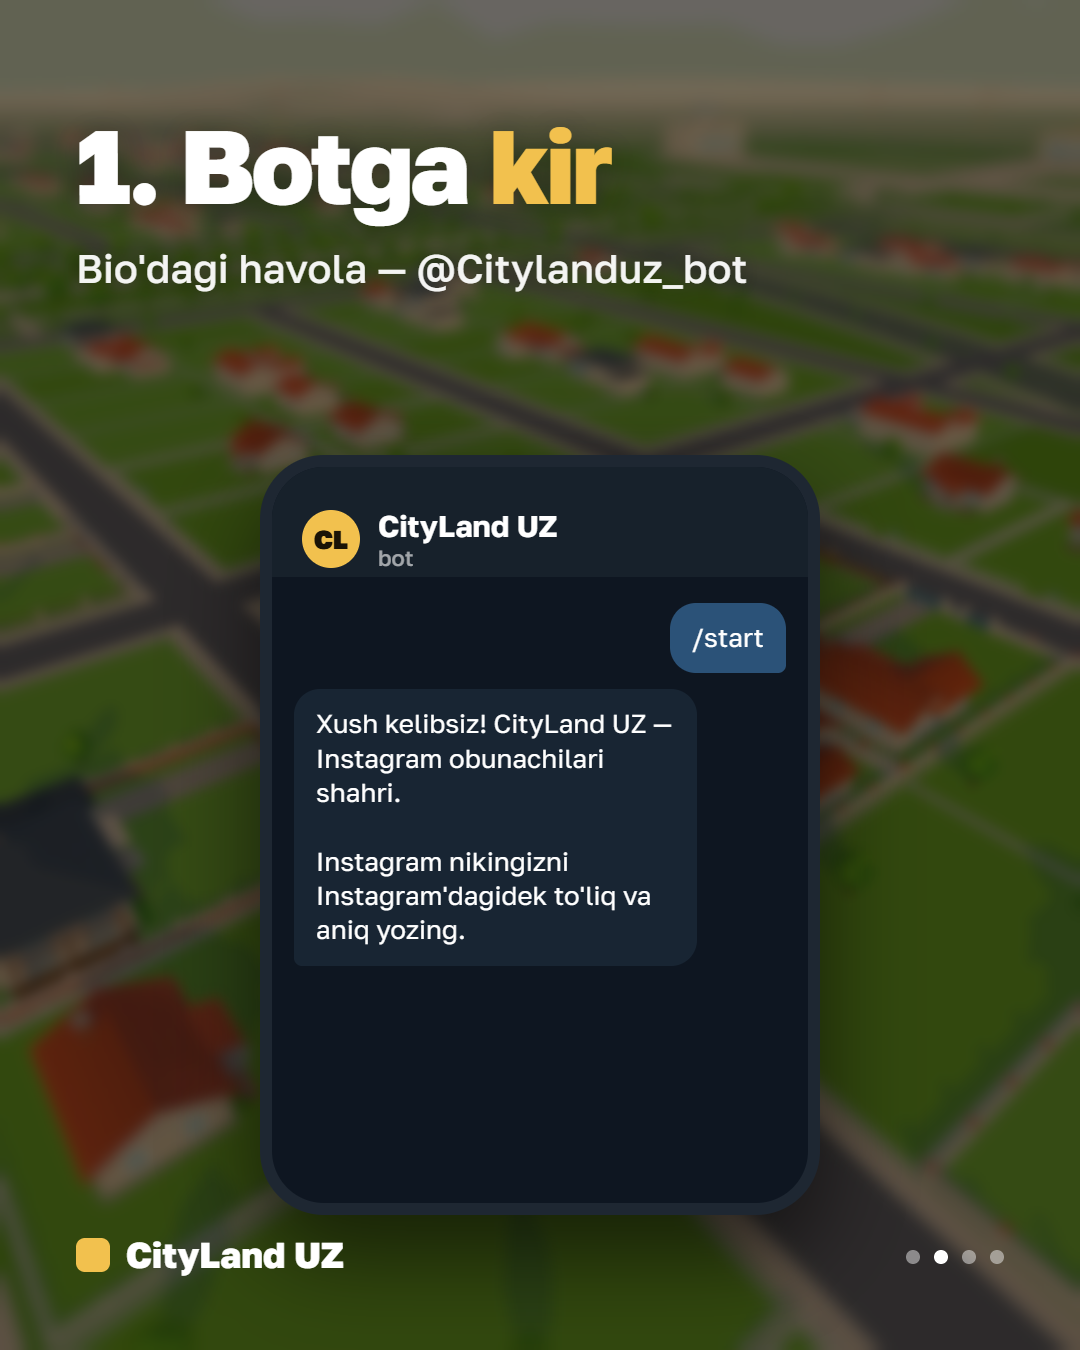 1. Botga kir
Bio'dagi havola — @Citylanduz_bot
CL
CityLand UZ
bot
/start
Xush kelibsiz! CityLand UZ —
Instagram obunachilari
shahri.
Instagram nikingizni
Instagram'dagidek to'liq va
aniq yozing.
CityLand UZ